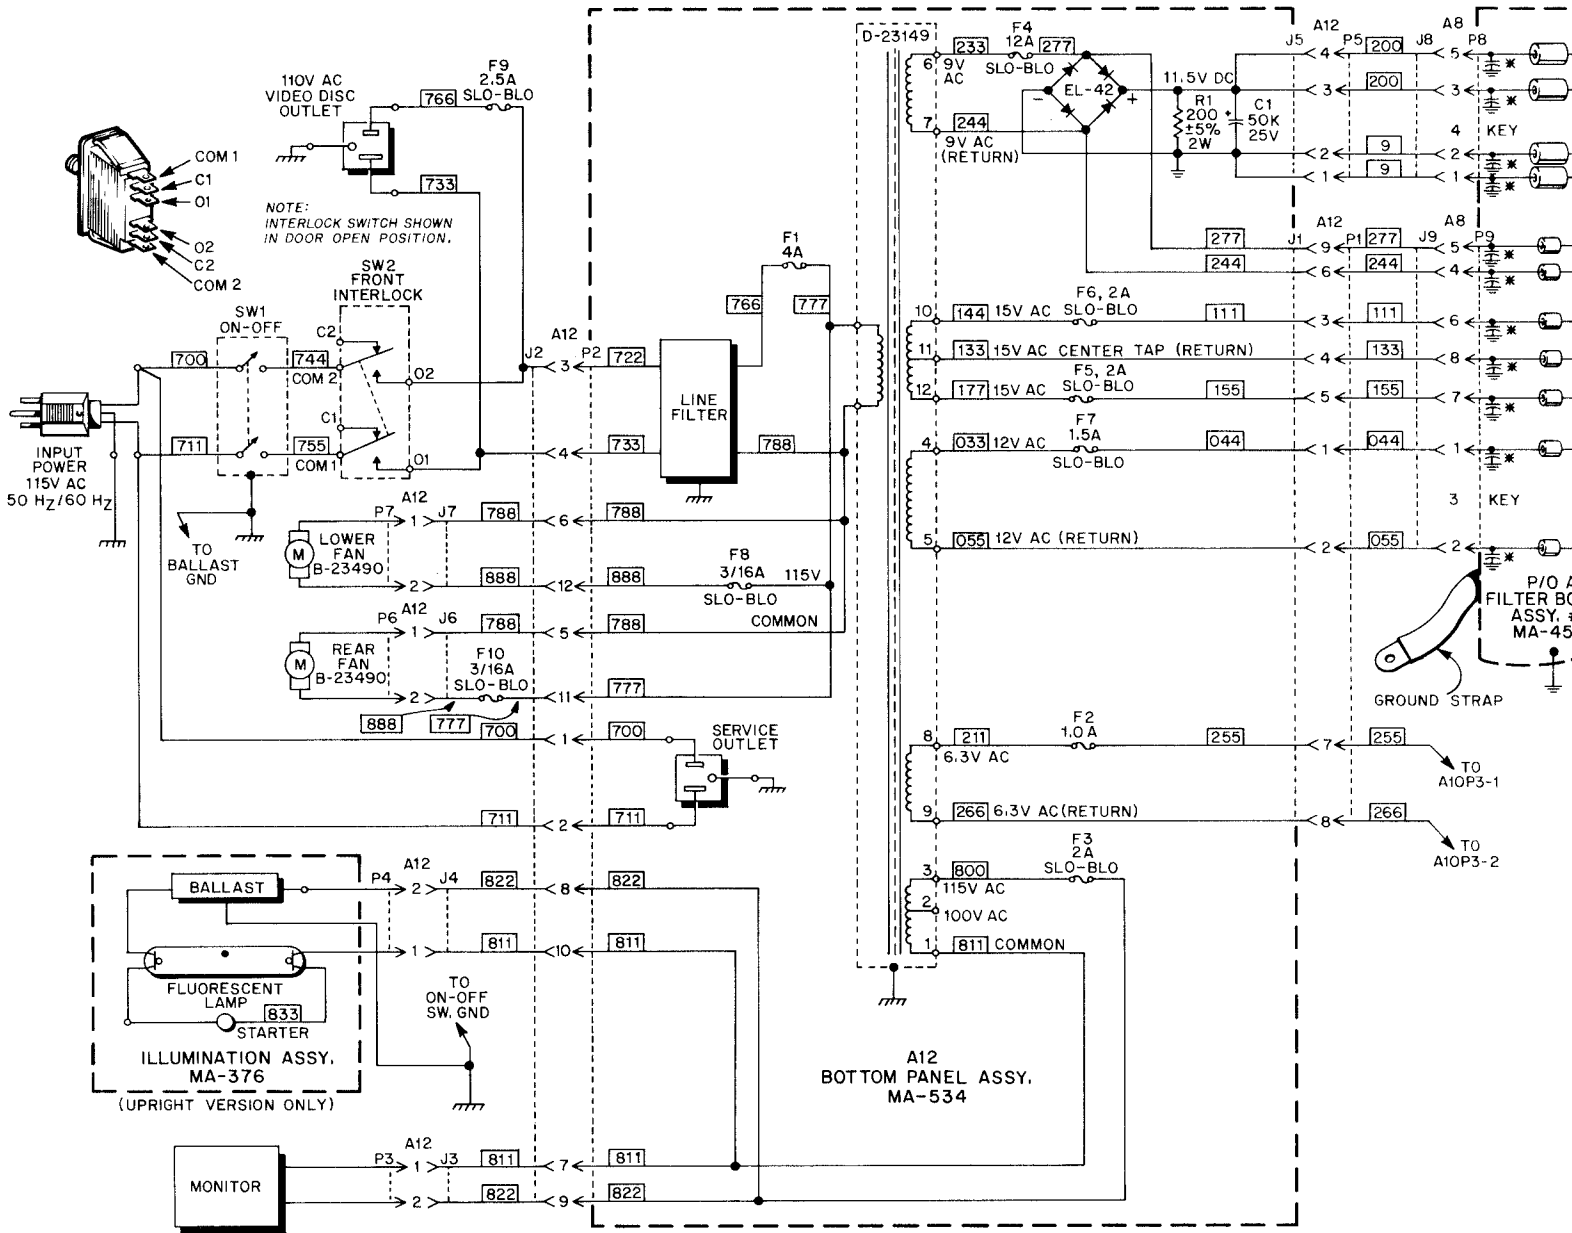 110V AC
VIDEO DISC
OUTLET
766
F9
2.5A
SLO-BLO
733
COM 1
C1
O1
O2
C2
COM 2
NOTE:
INTERLOCK SWITCH SHOWN
IN DOOR OPEN POSITION.
SW1
ON-OFF
SW2
FRONT
INTERLOCK
700
744
COM 2
C2
O2
711
755
COM 1
C1
O1
INPUT
POWER
115V AC
50 HZ/60 HZ
TO
BALLAST
GND
J2
A12
P2
3
722
4
733
LINE
FILTER
766
F1
4A
777
788
M
LOWER
FAN
B-23490
P7
A12
J7
1
788
6
788
2
888
12
888
F8
3/16A
SLO-BLO
115V
M
REAR
FAN
B-23490
P6
A12
J6
1
788
5
788
COMMON
F10
3/16A
SLO-BLO
2
11
777
888
777
700
1
700
SERVICE
OUTLET
711
2
711
BALLAST
FLUORESCENT
LAMP
833
STARTER
ILLUMINATION ASSY.
MA-376
(UPRIGHT VERSION ONLY)
P4
A12
J4
2
822
8
822
1
811
10
811
TO
ON-OFF
SW. GND
MONITOR
P3
A12
J3
1
811
7
811
2
822
9
822
A12
BOTTOM PANEL ASSY.
MA-534
D-23149
6
233
9V
AC
F4
12A
SLO-BLO
277
EL-42
-
+
7
244
9V AC
(RETURN)
11.5V DC
R1
200
±5%
2W
+
C1
50K
25V
J5
A12
P5
J8
A8
P8
4
200
5
*
3
200
3
*
4 KEY
2
9
2
*
1
9
1
*
J1
A12
P1
J9
A8
P9
277
9
277
5
*
244
6
244
4
*
10
144
15V AC
F6, 2A
SLO-BLO
111
3
111
6
*
11
133
15V AC CENTER TAP (RETURN)
4
133
8
*
12
177
15V AC
F5, 2A
SLO-BLO
155
5
155
7
*
4
033
12V AC
F7
1.5A
SLO-BLO
044
1
044
1
*
3 KEY
5
055
12V AC (RETURN)
2
055
2
*
P/O
FILTER
ASSY.
MA-45
GROUND STRAP
8
211
6.3V AC
F2
1.0A
255
7
255
TO
A10P3-1
9
266
6.3V AC (RETURN)
8
266
TO
A10P3-2
3
800
115V AC
F3
2A
SLO-BLO
2
100V AC
1
811
COMMON